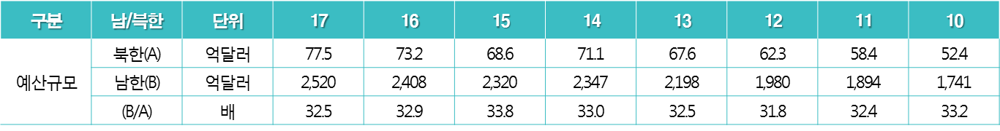 구분 남/북한 단위 17 16 15 14 13 12 11 10
북한(A) 억달러 77.5 73.2 68.6 71.1 67.6 62.3 58.4 52.4
예산규모 남한(B) 억달러 2,520 2,408 2,320 2,347 2,198 1,980 1,894 1,741
(B/A) 배 32.5 32.9 33.8 33.0 32.5 31.8 32.4 33.2